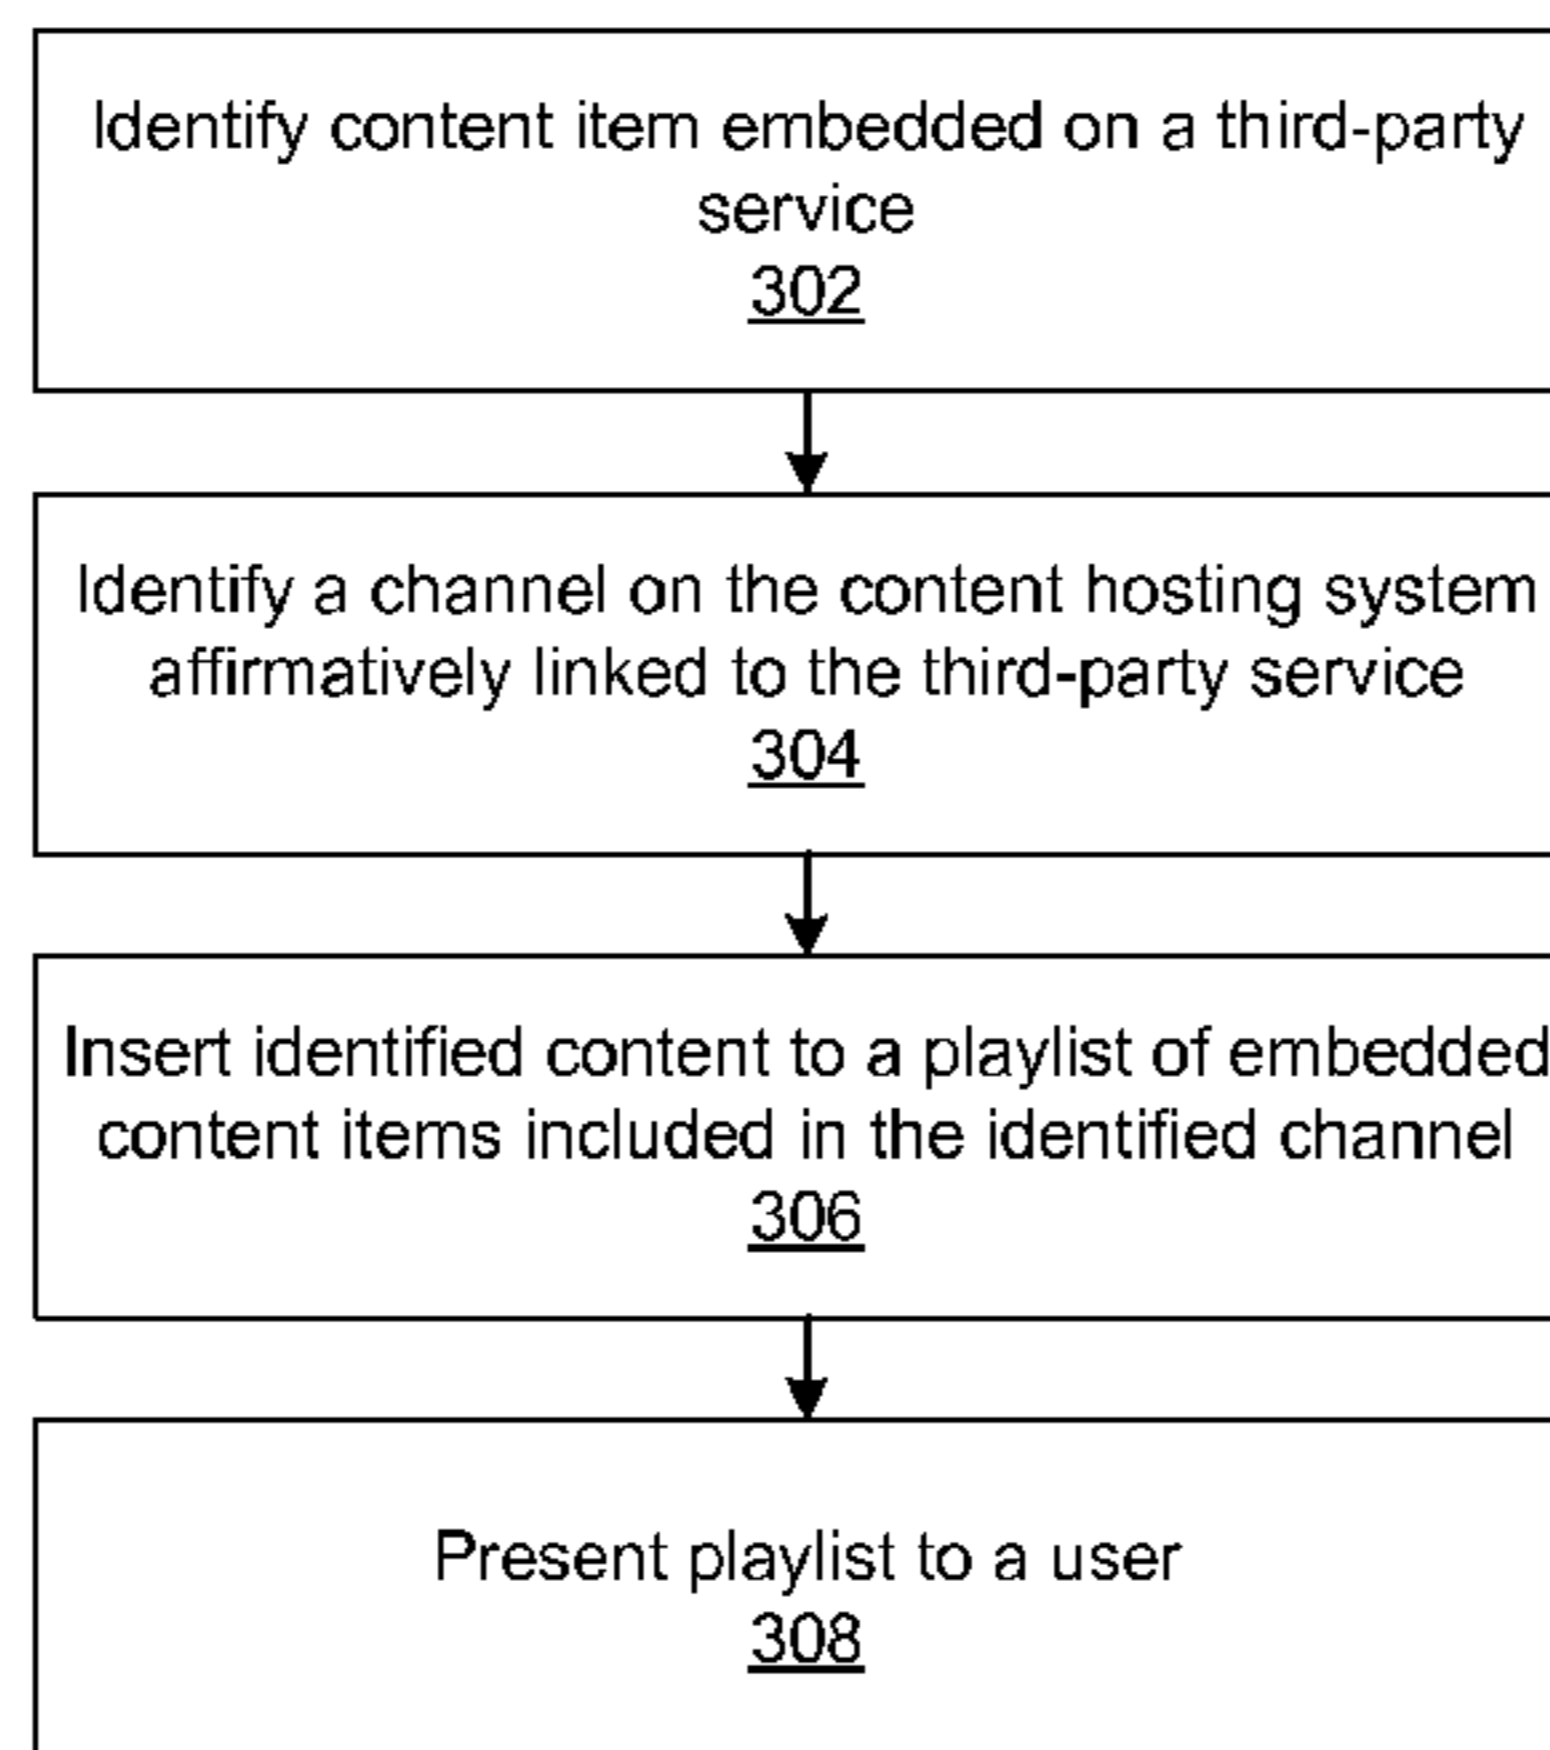 Identify content item embedded on a third-party
service
302
Identify a channel on the content hosting system
affirmatively linked to the third-party service
304
Insert identified content to a playlist of embedded
content items included in the identified channel
306
Present playlist to a user
308